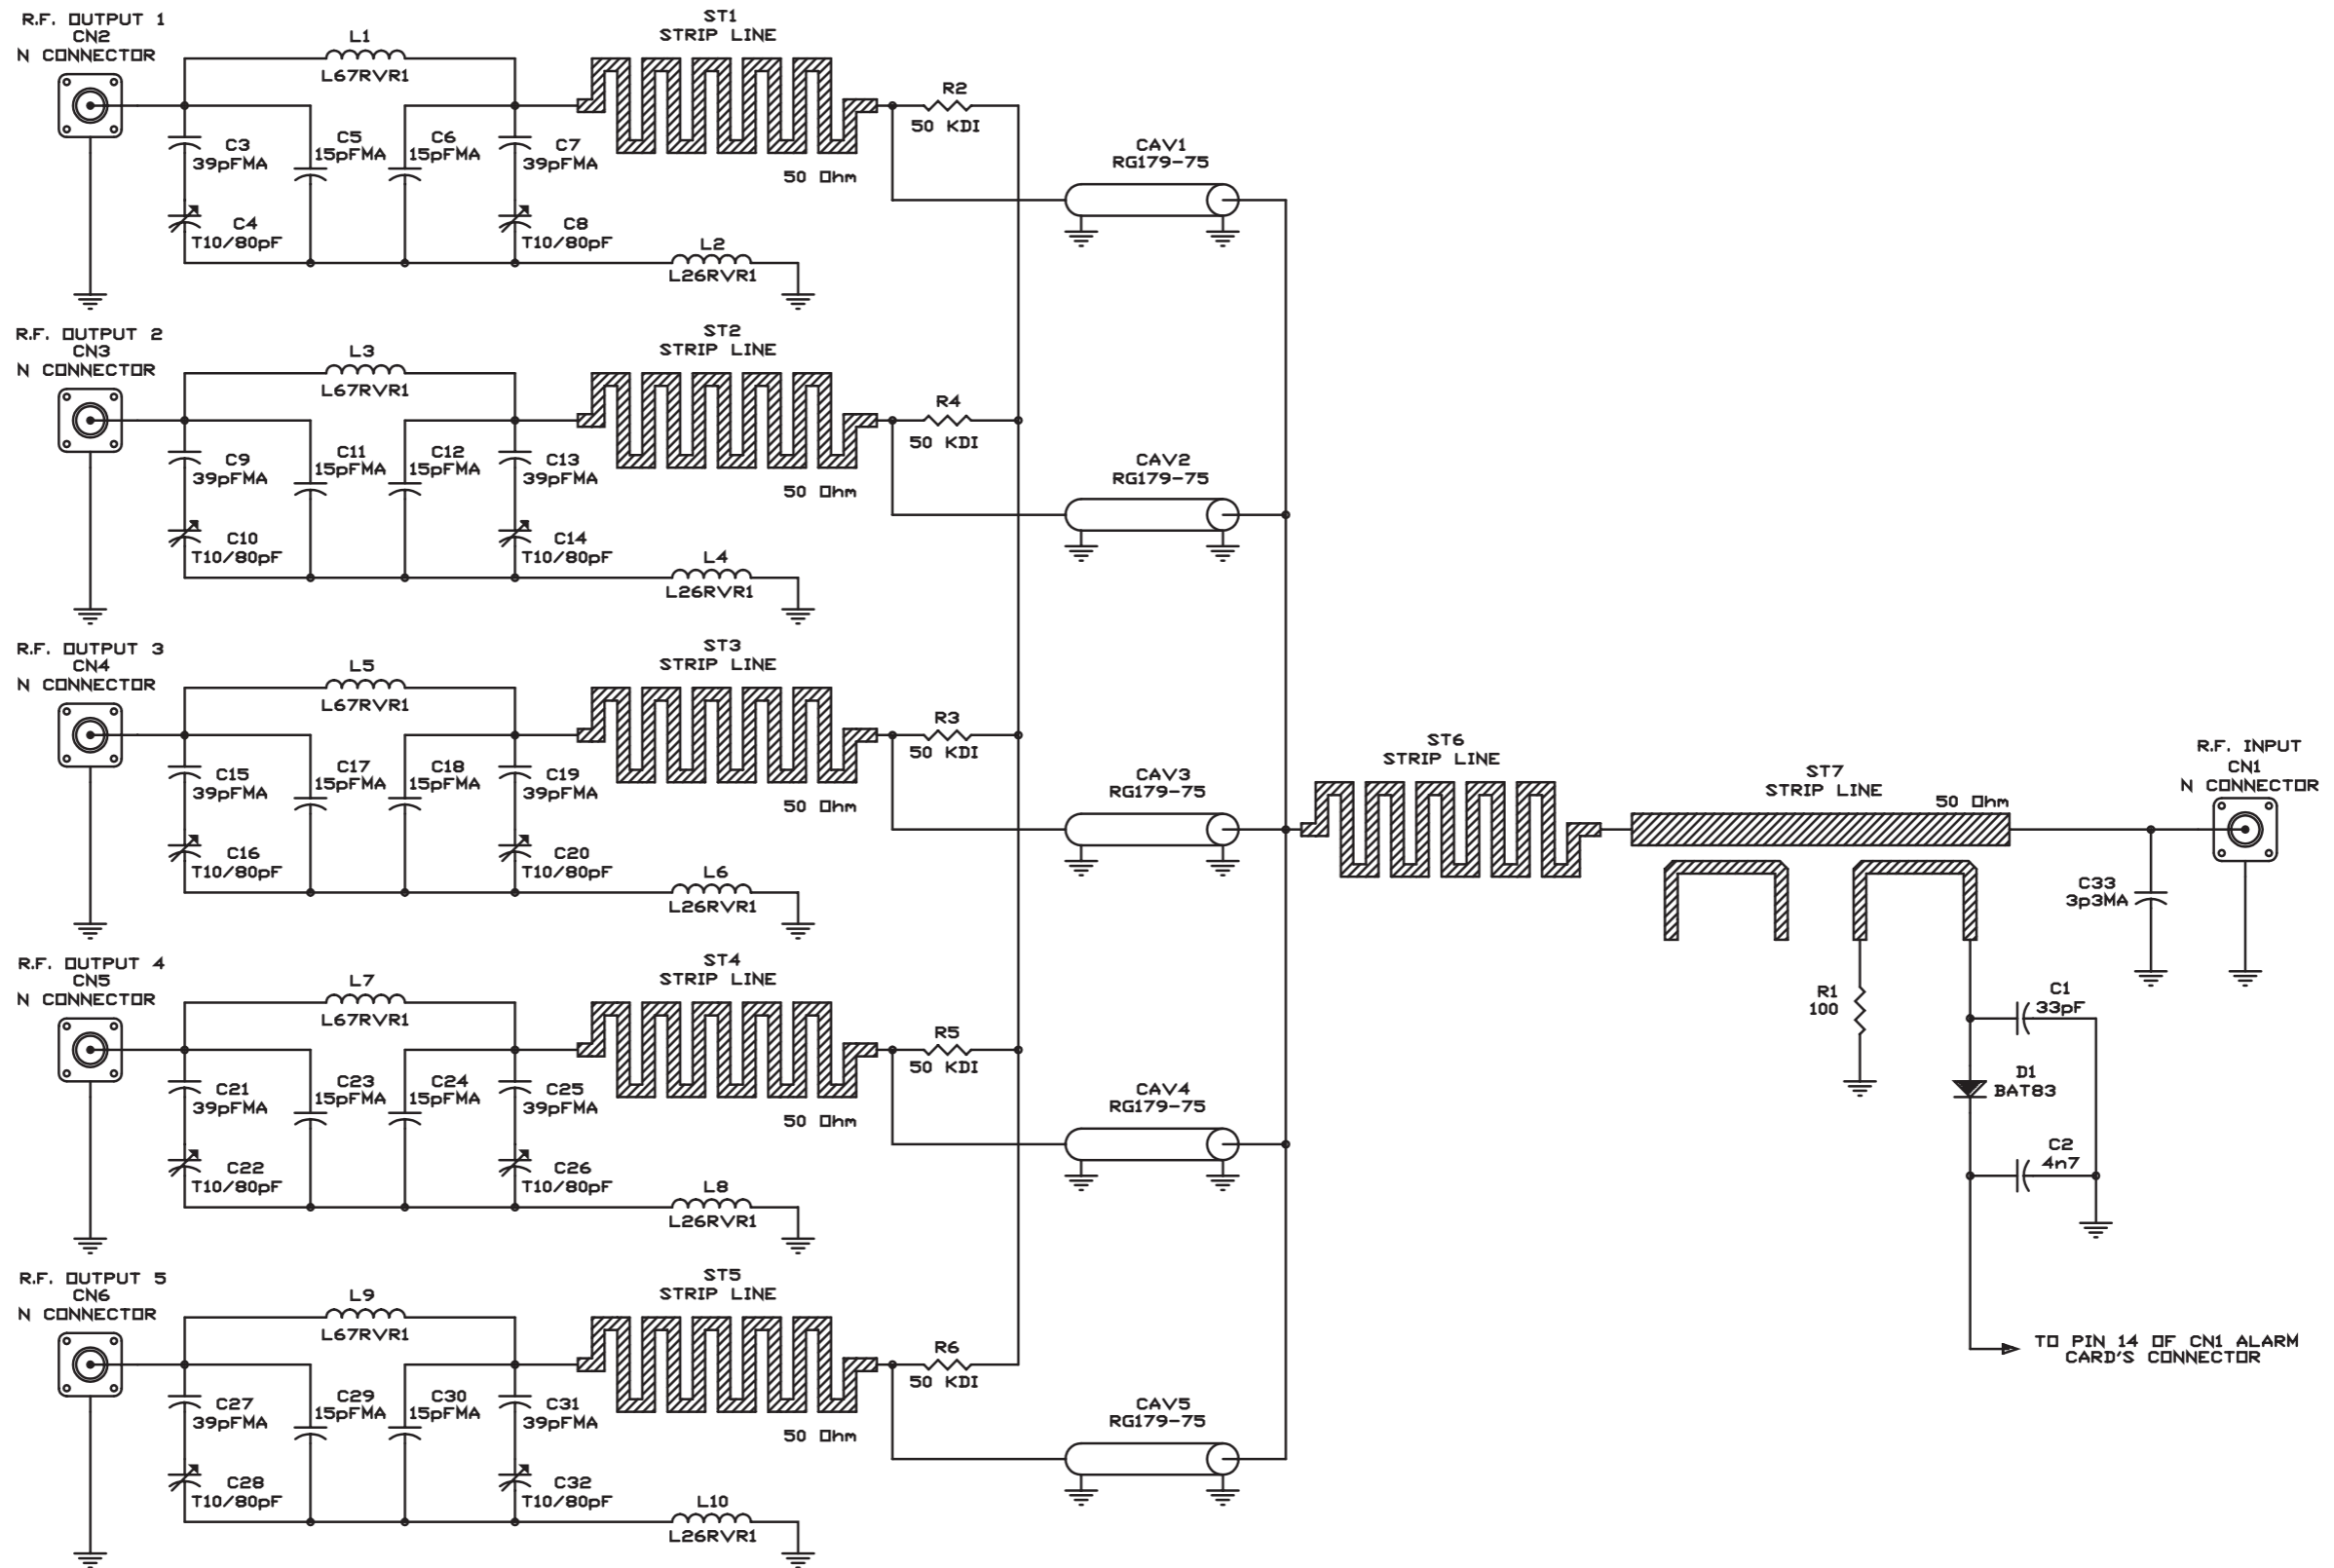 R.F. OUTPUT 1
CN2
N CONNECTOR
L1
L67RVR1
C3
39pFMA
C5
15pFMA
C6
15pFMA
C7
39pFMA
C4
T10/80pF
C8
T10/80pF
L2
L26RVR1
ST1
STRIP LINE
50 Ohm
R2
50 KDI
CAV1
RG179-75
R.F. OUTPUT 2
CN3
N CONNECTOR
L3
L67RVR1
C9
39pFMA
C11
15pFMA
C12
15pFMA
C13
39pFMA
C10
T10/80pF
C14
T10/80pF
L4
L26RVR1
ST2
STRIP LINE
50 Ohm
R4
50 KDI
CAV2
RG179-75
R.F. OUTPUT 3
CN4
N CONNECTOR
L5
L67RVR1
C15
39pFMA
C17
15pFMA
C18
15pFMA
C19
39pFMA
C16
T10/80pF
C20
T10/80pF
L6
L26RVR1
ST3
STRIP LINE
50 Ohm
R3
50 KDI
CAV3
RG179-75
ST6
STRIP LINE
ST7
STRIP LINE
50 Ohm
R.F. INPUT
CN1
N CONNECTOR
C33
3p3MA
R1
100
C1
33pF
D1
BAT83
C2
4n7
TO PIN 14 OF CN1 ALARM
CARD'S CONNECTOR
R.F. OUTPUT 4
CN5
N CONNECTOR
L7
L67RVR1
C21
39pFMA
C23
15pFMA
C24
15pFMA
C25
39pFMA
C22
T10/80pF
C26
T10/80pF
L8
L26RVR1
ST4
STRIP LINE
50 Ohm
R5
50 KDI
CAV4
RG179-75
R.F. OUTPUT 5
CN6
N CONNECTOR
L9
L67RVR1
C27
39pFMA
C29
15pFMA
C30
15pFMA
C31
39pFMA
C28
T10/80pF
C32
T10/80pF
L10
L26RVR1
ST5
STRIP LINE
50 Ohm
R6
50 KDI
CAV5
RG179-75